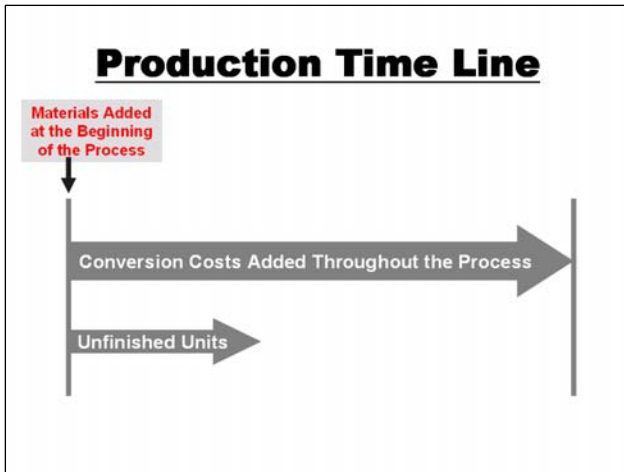 Production Time Line
Materials Added
at the Beginning
of the Process
Conversion Costs Added Throughout the Process
Unfinished Units